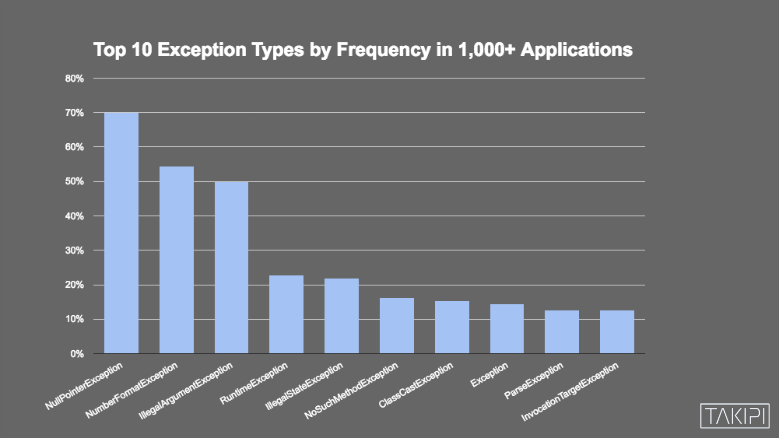 Top 10 Exception Types by Frequency in 1,000+ Applications
80%
70%
60%
50%
40%
30%
20%
10%
0%
NullPointerException
NumberFormatException
IllegalArgumentException
RuntimeException
IllegalStateException
NoSuchMethodException
ClassCastException
Exception
ParseException
InvocationTargetException
TAKIPI